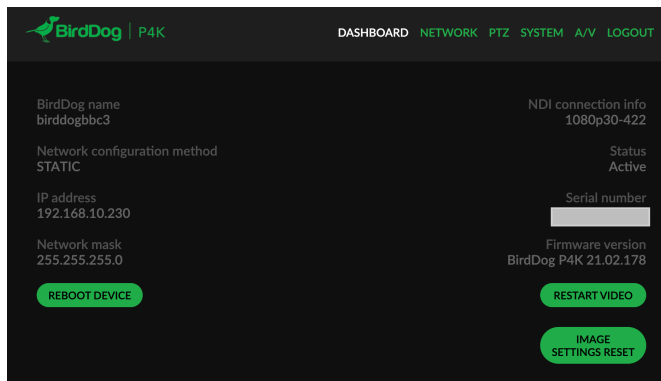 BirdDog | P4K
DASHBOARD NETWORK PTZ SYSTEM A/V LOGOUT
BirdDog name
birddogbbc3
Network configuration method
STATIC
IP address
192.168.10.230
Network mask
255.255.255.0
REBOOT DEVICE
NDI connection info
1080p30-422
Status
Active
Serial number
Firmware version
BirdDog P4K 21.02.178
RESTART VIDEO
IMAGE
SETTINGS RESET